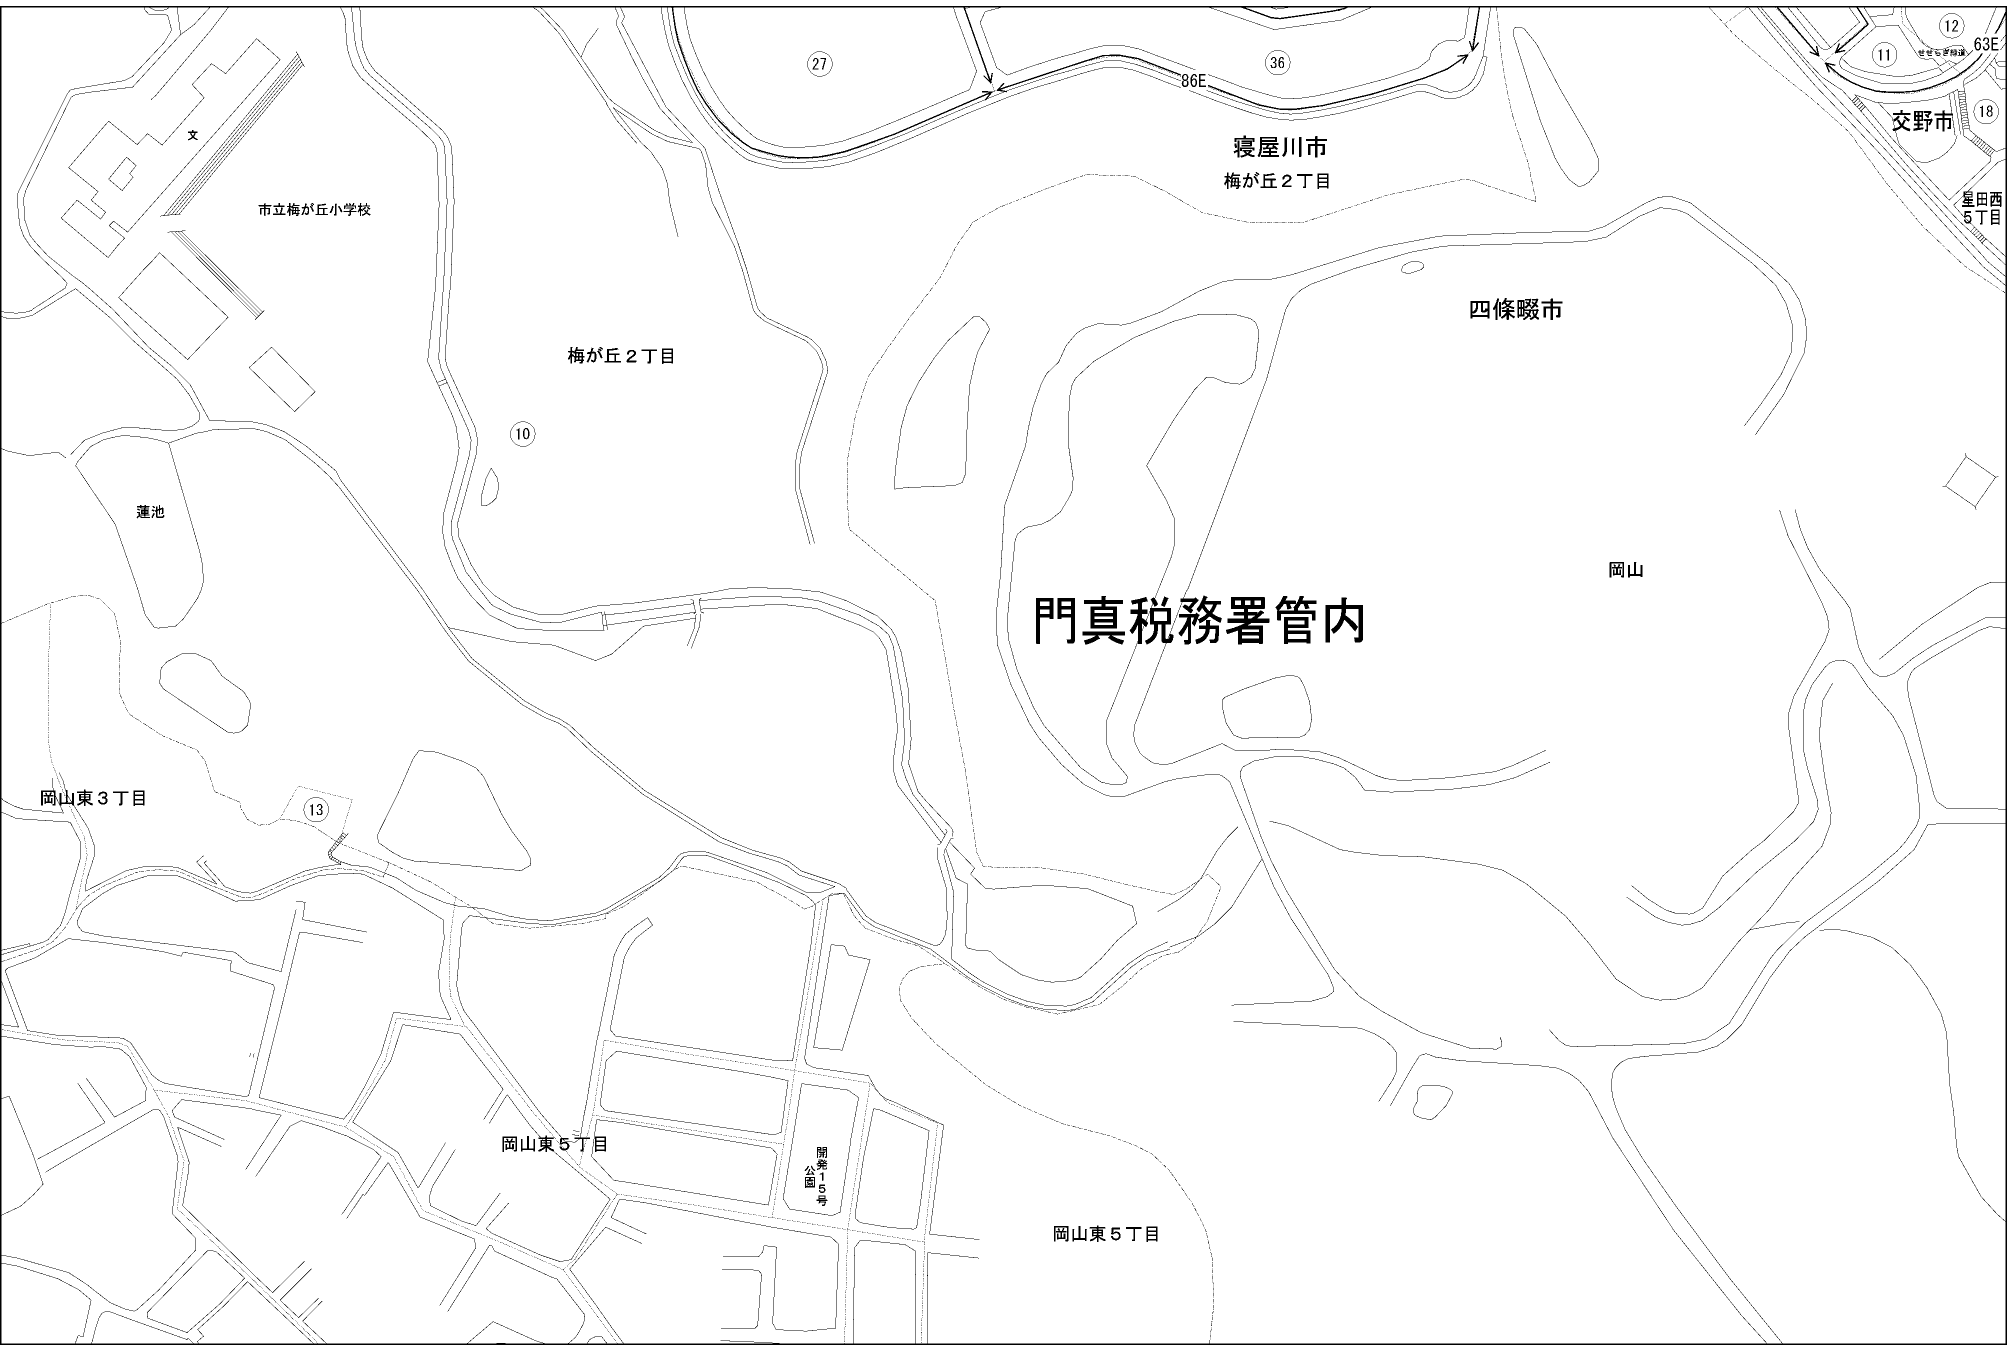 12
63E
11
せせらぎ緑道
27
36
86E
18
交野市
文
寝屋川市
梅が丘２丁目
星田西
５丁目
市立梅が丘小学校
四條畷市
梅が丘２丁目
10
蓮池
岡山
門真税務署管内
岡山東３丁目
13
岡山東５丁目
開発１５号
公園
岡山東５丁目